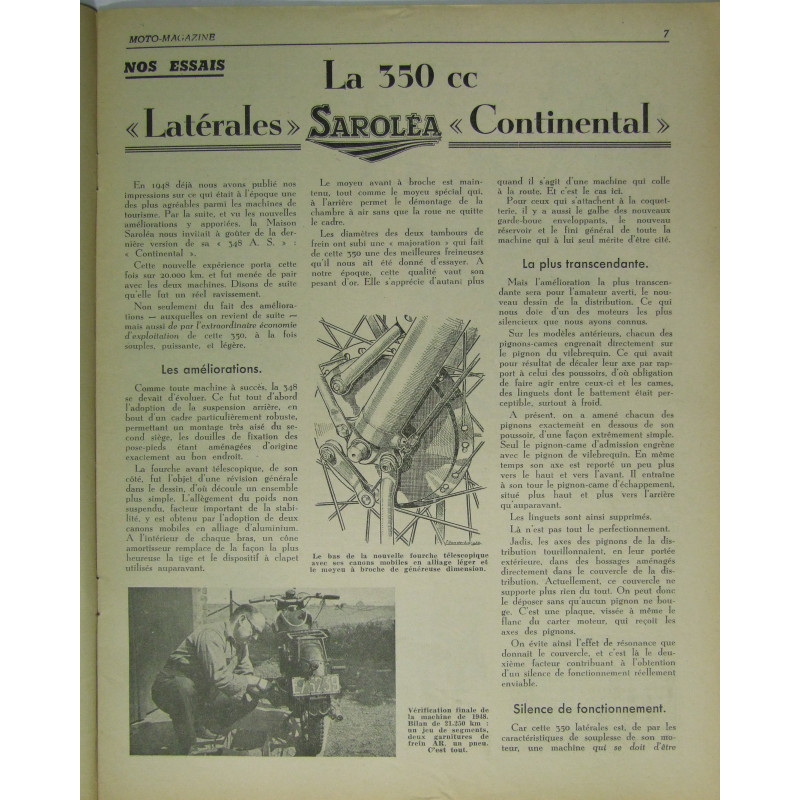 MOTO-MAGAZINE
7
NOS ESSAIS
La 350 cc
« Latérales » SAROLÉA « Continental »
En 1948 déjà nous avons publié nos
impressions sur ce qui était à l'époque une
des plus agréables parmi les machines de
tourisme. Par la suite, et vu les nouvelles
améliorations y apporiées, la Maison
Saroléa nous invitait à goûter de la der-
nière version de sa « 348 A. S. » :
« Continental ».
Cette nouvelle expérience porta cette
fois sur 20.000 km. et fut menée de pair
avec les deux machines. Disons de suite
qu'elle fut un réel ravissement.
Non seulement du fait des améliora-
tions — auxquelles on revient de suite —
mais aussi de par l'extraordinaire économie
d'exploitation de cette 350, à la fois
souples, puissante, et légère.
Les améliorations.
Comme toute machine à succès, la 348
se devait d'évoluer. Ce fut tout d'abord
l'adoption de la suspension arrière, en
bout d'un cadre particulièrement robuste,
permettant un montage très aisé du se-
cond siège, les douilles de fixation des
pose-pieds étant aménagées d'origine
exactement au bon endroit.
La fourche avant télescopique, de son
côté, fut l'objet d'une révision générale
dans le dessin, d'où découle un ensemble
plus simple. L'allègement du poids non
suspendu, facteur important de la stabi-
lité, y est obtenu par l'adoption de deux
canons mobiles en alliage d'aluminium.
A l'intérieur de chaque bras, un cône
amortisseur remplace de la façon la plus
heureuse la tige et le dispositif à clapet
utilisés auparavant.
Le moyeu avant à broche est main-
tenu, tout comme le moyeu spécial qui,
à l'arrière permet le démontage de la
chambre à air sans que la roue ne quitte
le cadre.
Les diamètres des deux tambours de
frein ont subi une « majoration » qui fait
de cette 350 une des meilleures freineuses
qu'il nous ait été donné d'essayer. A
notre époque, cette qualité vaut son
pesant d'or. Elle s'apprécie d'autant plus
Le bas de la nouvelle fourche télescopique
avec ses canons mobiles en alliage léger et
le moyeu à broche de généreuse dimension.
Vérification finale de
la machine de 1948.
Bilan de 21.250 km :
un jeu de segments,
deux garnitures de
frein AR. un pneu.
C'est tout.
quand il s'agit d'une machine qui colle
à la route. Et c'est le cas ici.
Pour ceux qui s'attachent à la coquet-
terie, il y a aussi le galbe des nouveaux
garde-boue enveloppants, le nouveau
réservoir et le fini général de toute la
machine qui à lui seul mérite d'être cité.
La plus transcendante.
Mais l'amélioration la plus transcen-
dante sera pour l'amateur averti, le nou-
veau dessin de la distribution. Ce qui
nous dote d'un des moteurs les plus
silencieux que nous ayons connus.
Sur les modèles antérieurs, chacun des
pignons-cames engrenait directement sur
le pignon du vilebrequin. Ce qui avait
pour résultat de décaler leur axe par rap-
port à celui des poussoirs, d'où obligation
de faire agir entre ceux-ci et les cames,
des linguets dont le battement était per-
ceptible, surtout à froid.
A présent, on a amené chacun des
pignons exactement en dessous de son
poussoir, d'une façon extrêmement simple.
Seul le pignon-came d'admission engrène
avec le pignon de vilebrequin. En même
temps son axe est reporté un peu plus
vers le haut et vers l'avant. Il entraîne
à son tour le pignon-came d'échappement,
situé plus haut et plus vers l'arrière
qu'auparavant.
Les linguets sont ainsi supprimés.
Là n'est pas tout le perfectionnement.
Jadis, les axes des pignons de la dis-
tribution tourillonnaient, en leur portée
extérieure, dans des bossages aménagés
directement dans le couvercle de la dis-
tribution. Actuellement, ce couvercle ne
supporte plus rien du tout. On peut donc
le déposer sans qu'aucun pignon ne bou-
ge. C'est une plaque, vissée à même le
flanc du carter moteur, qui reçoit les
axes des pignons.
On évite ainsi l'effet de résonance que
donnait le couvercle, et c'est là le deu-
xième facteur contribuant à l'obtention
d'un silence de fonctionnement réellement
enviable.
Silence de fonctionnement.
Car cette 350 latérales est, de par les
caractéristiques de souplesse de son mo-
teur, une machine qui se doit d'être